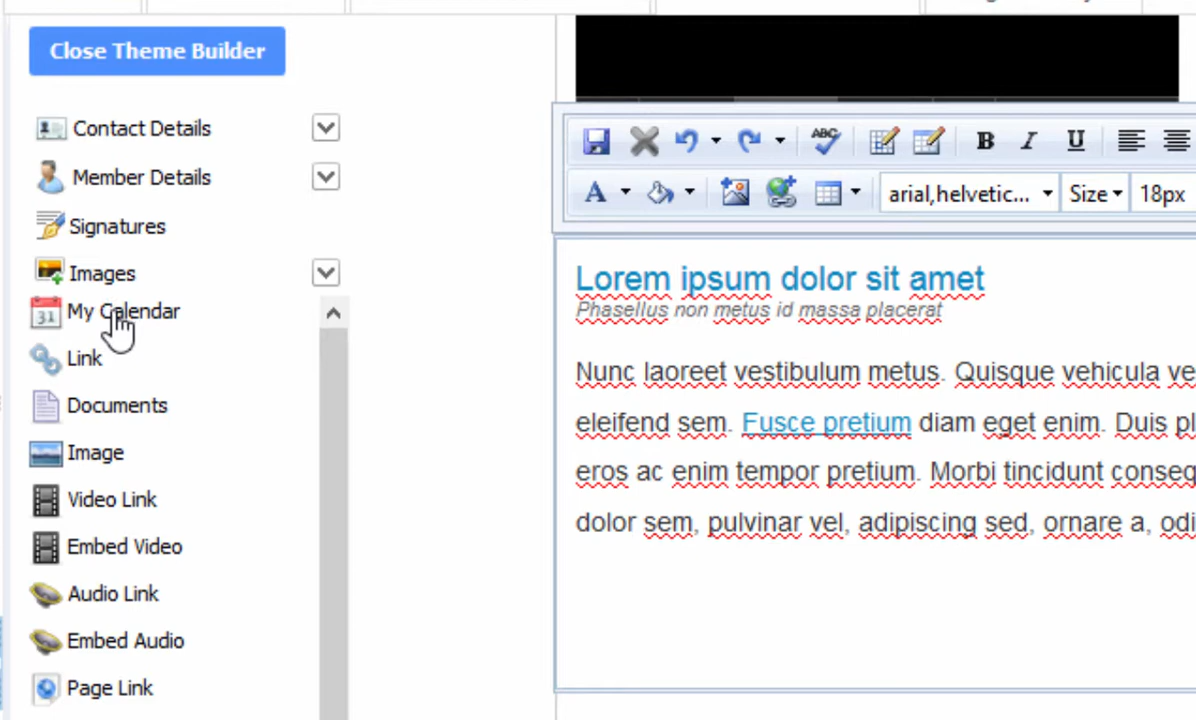 Close Theme Builder
Contact Details
Member Details
Signatures
Images
31 My Calendar
Link
Documents
Image
Video Link
Embed Video
Audio Link
Embed Audio
Page Link
ABC B I U
A arial,helvetic... Size 18px
Lorem ipsum dolor sit amet
Phasellus non metus id massa placerat
Nunc laoreet vestibulum metus. Quisque vehicula ve
eleifend sem. Fusce pretium diam eget enim. Duis pl
eros ac enim tempor pretium. Morbi tincidunt conseq
dolor sem, pulvinar vel, adipiscing sed, ornare a, odi